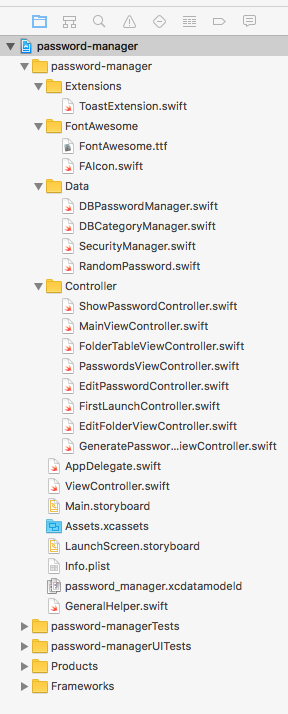 password-manager
password-manager
Extensions
ToastExtension.swift
FontAwesome
FontAwesome.ttf
FAIcon.swift
Data
DBPasswordManager.swift
DBCategoryManager.swift
SecurityManager.swift
RandomPassword.swift
Controller
ShowPasswordController.swift
MainViewController.swift
FolderTableViewController.swift
PasswordsViewController.swift
EditPasswordController.swift
FirstLaunchController.swift
EditFolderViewController.swift
GeneratePasswor...iewController.swift
AppDelegate.swift
ViewController.swift
Main.storyboard
Assets.xcassets
LaunchScreen.storyboard
Info.plist
password_manager.xcdatamodeld
GeneralHelper.swift
password-managerTests
password-managerUITests
Products
Frameworks